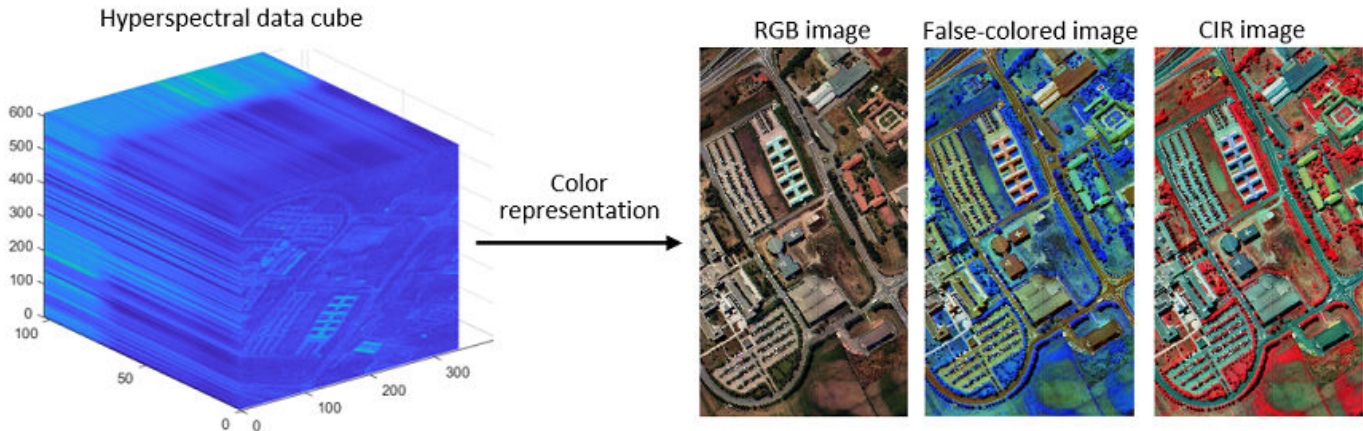 Hyperspectral data cube
600
500
400
300
200
100
0
100
50
0
0
100
200
300
Color
representation
RGB image
False-colored image
CIR image